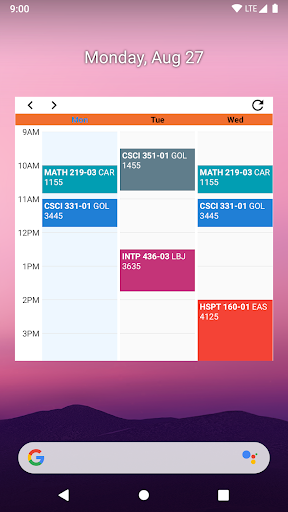 9:00
LTE
Monday, Aug 27
Mon
Tue
Wed
9AM
10AM
11AM
12PM
1PM
2PM
3PM
MATH 219-03 CAR
1155
CSCI 331-01 GOL
3445
CSCI 351-01 GOL
1455
INTP 436-03 LBJ
3635
MATH 219-03 CAR
1155
CSCI 331-01 GOL
3445
HSPT 160-01 EAS
4125
G